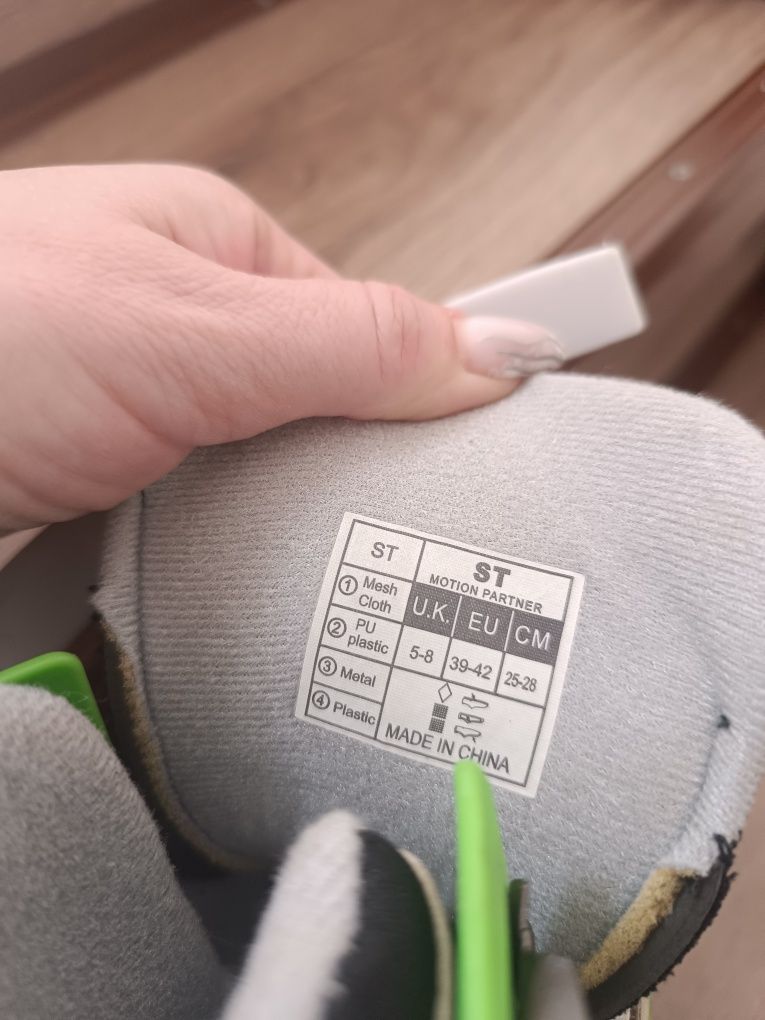 ST
① Mesh Cloth
② PU plastic
③ Metal
④ Plastic
ST
MOTION PARTNER
U.K. EU CM
5-8 39-42 25-28
MADE IN CHINA